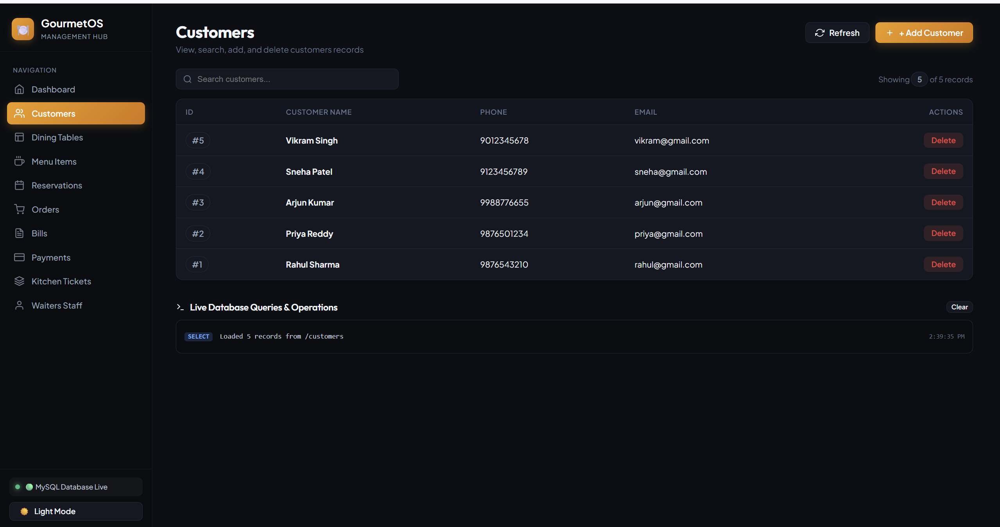 GourmetOS
MANAGEMENT HUB
NAVIGATION
Dashboard
Customers
Dining Tables
Menu Items
Reservations
Orders
Bills
Payments
Kitchen Tickets
Waiters Staff
MySQL Database Live
Light Mode
Customers
View, search, add, and delete customers records
Refresh
+ + Add Customer
Search customers...
Showing 5 of 5 records
ID CUSTOMER NAME PHONE EMAIL ACTIONS
#5 Vikram Singh 9012345678 vikram@gmail.com Delete
#4 Sneha Patel 9123456789 sneha@gmail.com Delete
#3 Arjun Kumar 9988776655 arjun@gmail.com Delete
#2 Priya Reddy 9876501234 priya@gmail.com Delete
#1 Rahul Sharma 9876543210 rahul@gmail.com Delete
Live Database Queries & Operations Clear
SELECT Loaded 5 records from /customers 2:39:35 PM